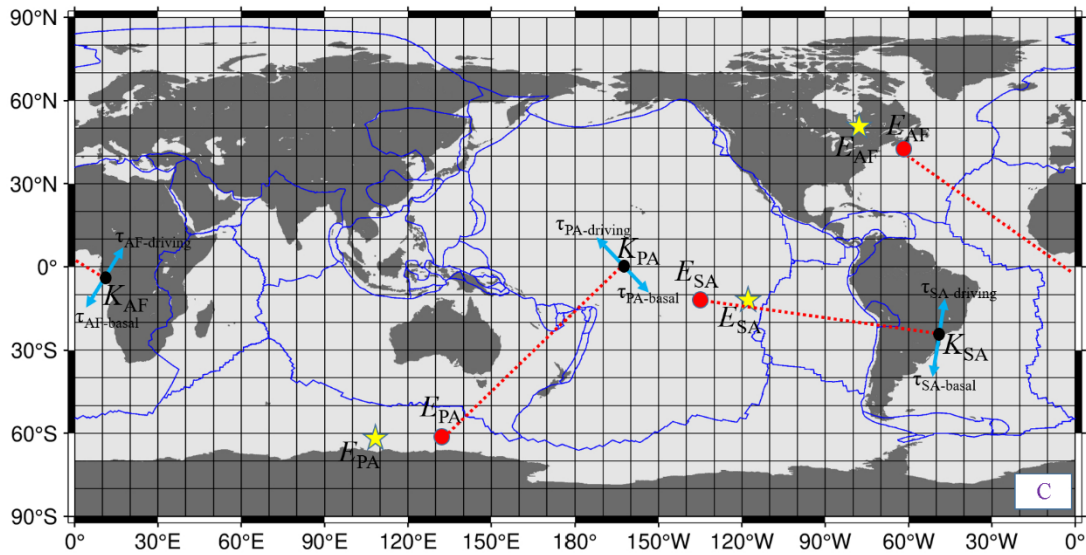 90°N
60°N
30°N
0°
30°S
60°S
90°S
E_AF
E_AF
τ_AF-driving
K_AF
τ_AF-basal
τ_PA-driving
K_PA
τ_PA-basal
E_SA
E_SA
τ_SA-driving
K_SA
τ_SA-basal
E_PA
E_PA
C
0° 30°E 60°E 90°E 120°E 150°E 180° 150°W 120°W 90°W 60°W 30°W 0°